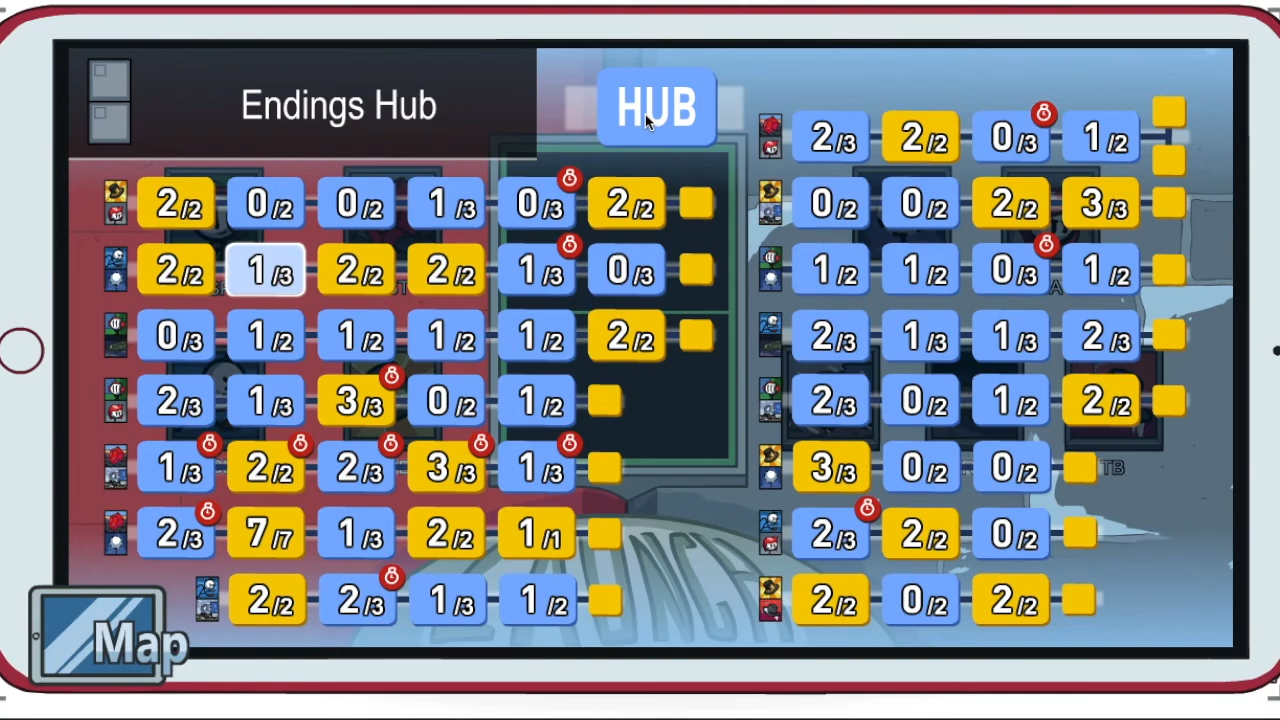 Endings Hub
HUB
2/2 0/2 0/2 1/3 0/3 2/2
2/2 1/3 2/2 2/2 1/3 0/3
0/3 1/2 1/2 1/2 1/2 2/2
2/3 1/3 3/3 0/2 1/2
1/3 2/2 2/3 3/3 1/3
2/3 7/7 1/3 2/2 1/1
2/2 2/3 1/3 1/2
2/3 2/2 0/3 1/2
0/2 0/2 2/2 3/3
1/2 1/2 0/3 1/2
2/3 1/3 1/3 2/3
2/3 0/2 1/2 2/2
3/3 0/2 0/2
TB
2/3 2/2 0/2
2/2 0/2 2/2
LAUNCH
Map